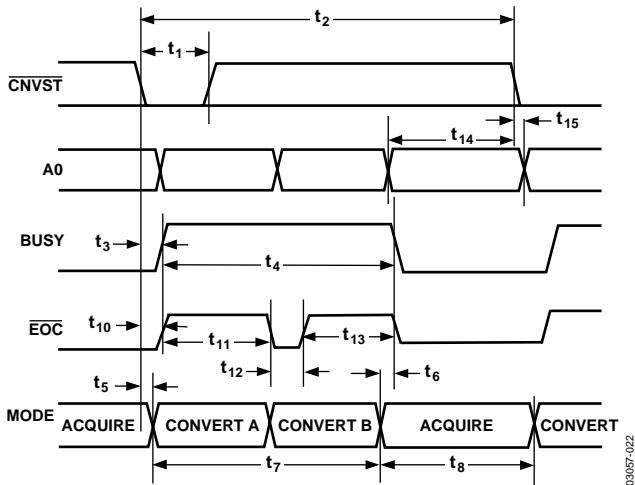 t2
t1
CNVST
t14
t15
A0
BUSY
t3
t4
EOC
t10
t11
t12
t13
t6
t5
MODE
ACQUIRE
CONVERT A
CONVERT B
ACQUIRE
CONVERT
t7
t8
03057-022